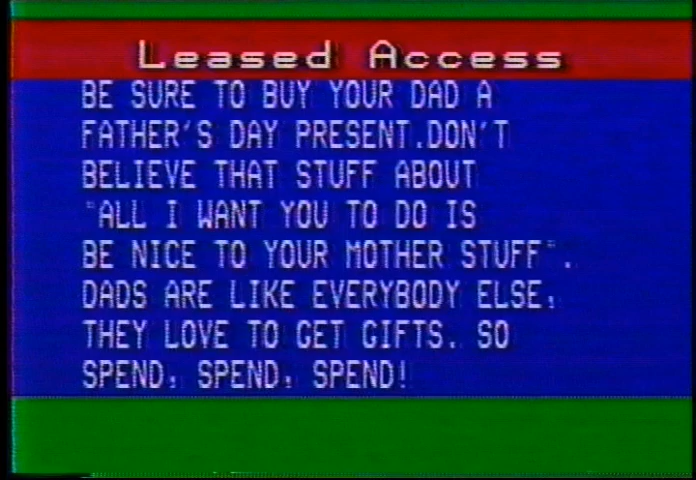 Leased Access
BE SURE TO BUY YOUR DAD A
FATHER'S DAY PRESENT.DON'T
BELIEVE THAT STUFF ABOUT
"ALL I WANT YOU TO DO IS
BE NICE TO YOUR MOTHER STUFF".
DADS ARE LIKE EVERYBODY ELSE,
THEY LOVE TO GET GIFTS. SO
SPEND, SPEND, SPEND!